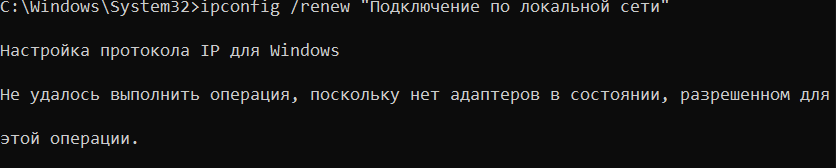 C:\Windows\System32>ipconfig /renew "Подключение по локальной сети"
Настройка протокола IP для Windows
Не удалось выполнить операция, поскольку нет адаптеров в состоянии, разрешенном для
этой операции.